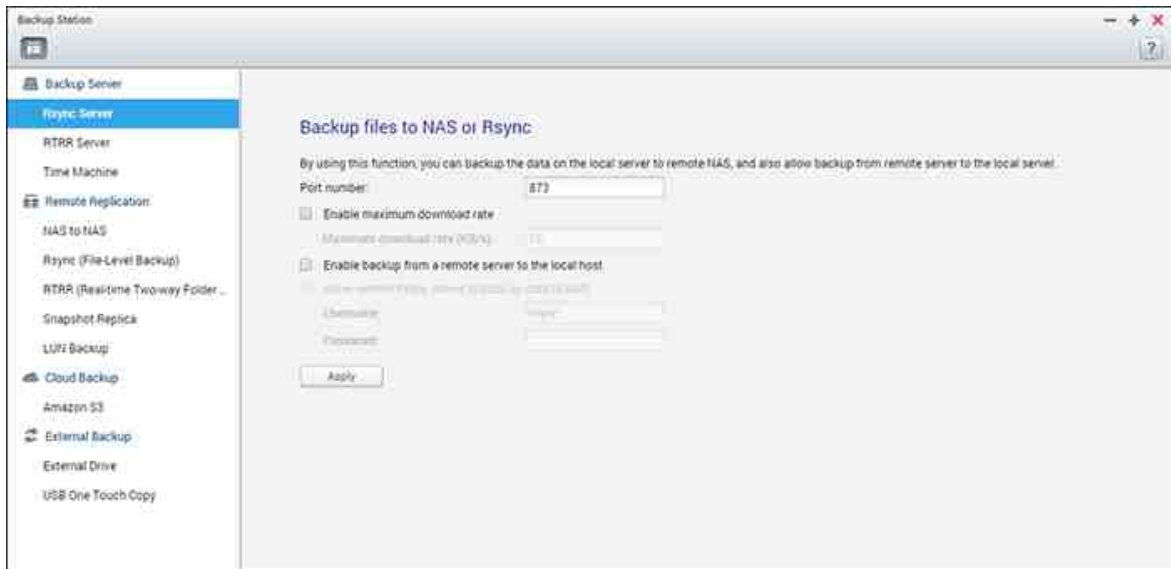 Backup Station
?
Backup Server
Rsync Server
RTRR Server
Time Machine
Remote Replication
NAS to NAS
Rsync (File-Level Backup)
RTRR (Real-time Two-way Folder ...
Snapshot Replica
LUN Backup
Cloud Backup
Amazon S3
External Backup
External Drive
USB One Touch Copy
Backup files to NAS or Rsync
By using this function, you can backup the data on the local server to remote NAS, and also allow backup from remote server to the local server.
Port number: 873
Enable maximum download rate
Maximum download rate (KB/s):
Enable backup from a remote server to the local host
Username:
Password:
Apply